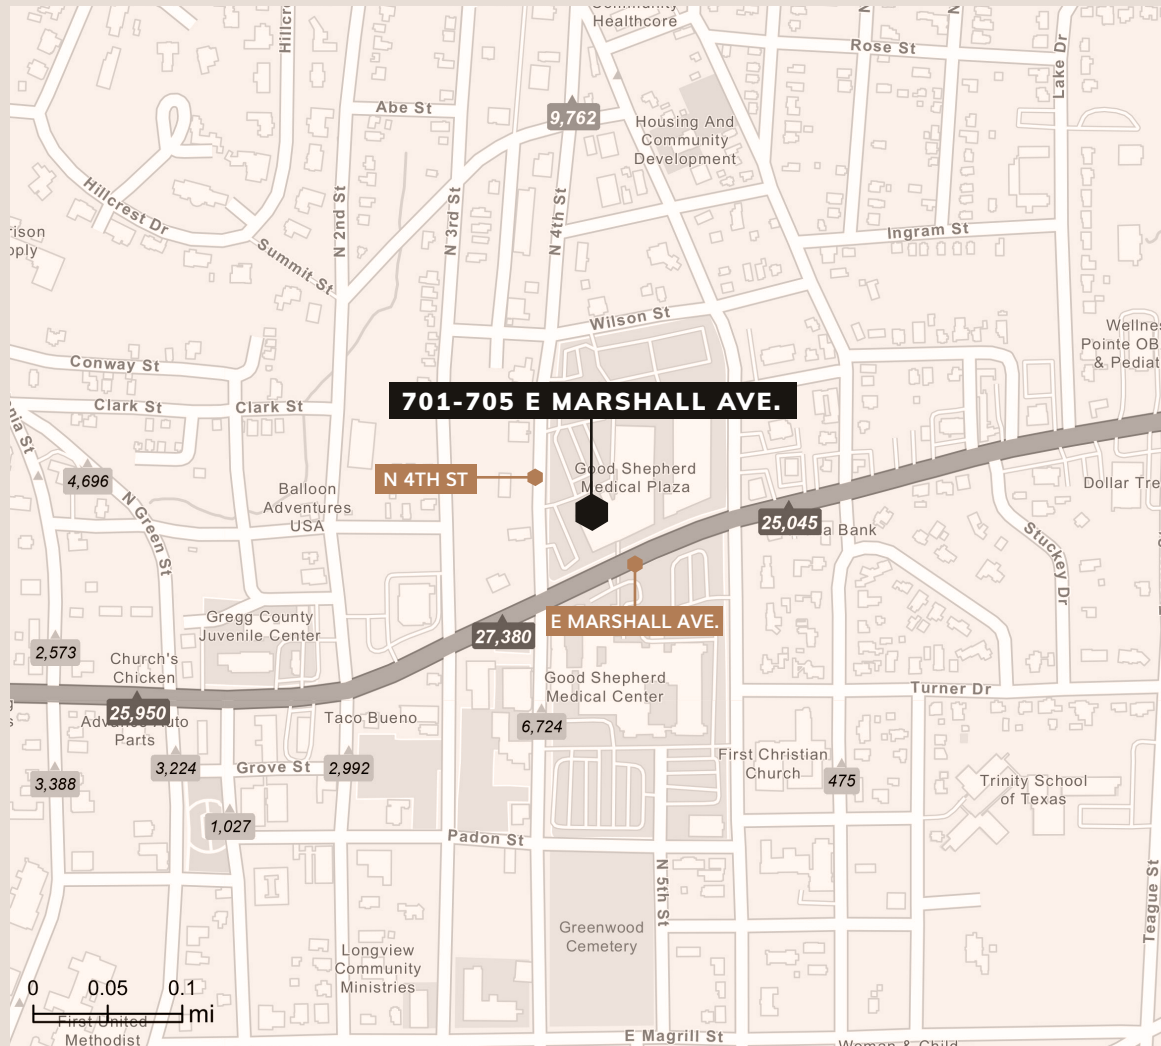 Healthcore
Rose St
Lake Dr
Abe St
9,762
Housing And
Community
Development
Hillcrest Dr
N 2nd St
N 3rd St
N 4th St
Ingram St
Summit St
Wilson St
Conway St
Pointe OB
& Pediat
Clark St
Clark St
701-705 E MARSHALL AVE.
4,696
N 4TH ST
Good Shepherd
Medical Plaza
N Green St
Balloon
Adventures
USA
Dollar Tre
25,045
a Bank
Stuckey Dr
Gregg County
Juvenile Center
E MARSHALL AVE.
27,380
2,573
Church's
Chicken
Good Shepherd
Medical Center
Turner Dr
25,950
Parts
Taco Bueno
6,724
3,388
3,224
Grove St
2,992
First Christian
Church
475
Trinity School
of Texas
1,027
Padon St
N 5th St
Teague St
Greenwood
Cemetery
Longview
Community
Ministries
0 0.05 0.1
mi
First United
Methodist
E Magrill St